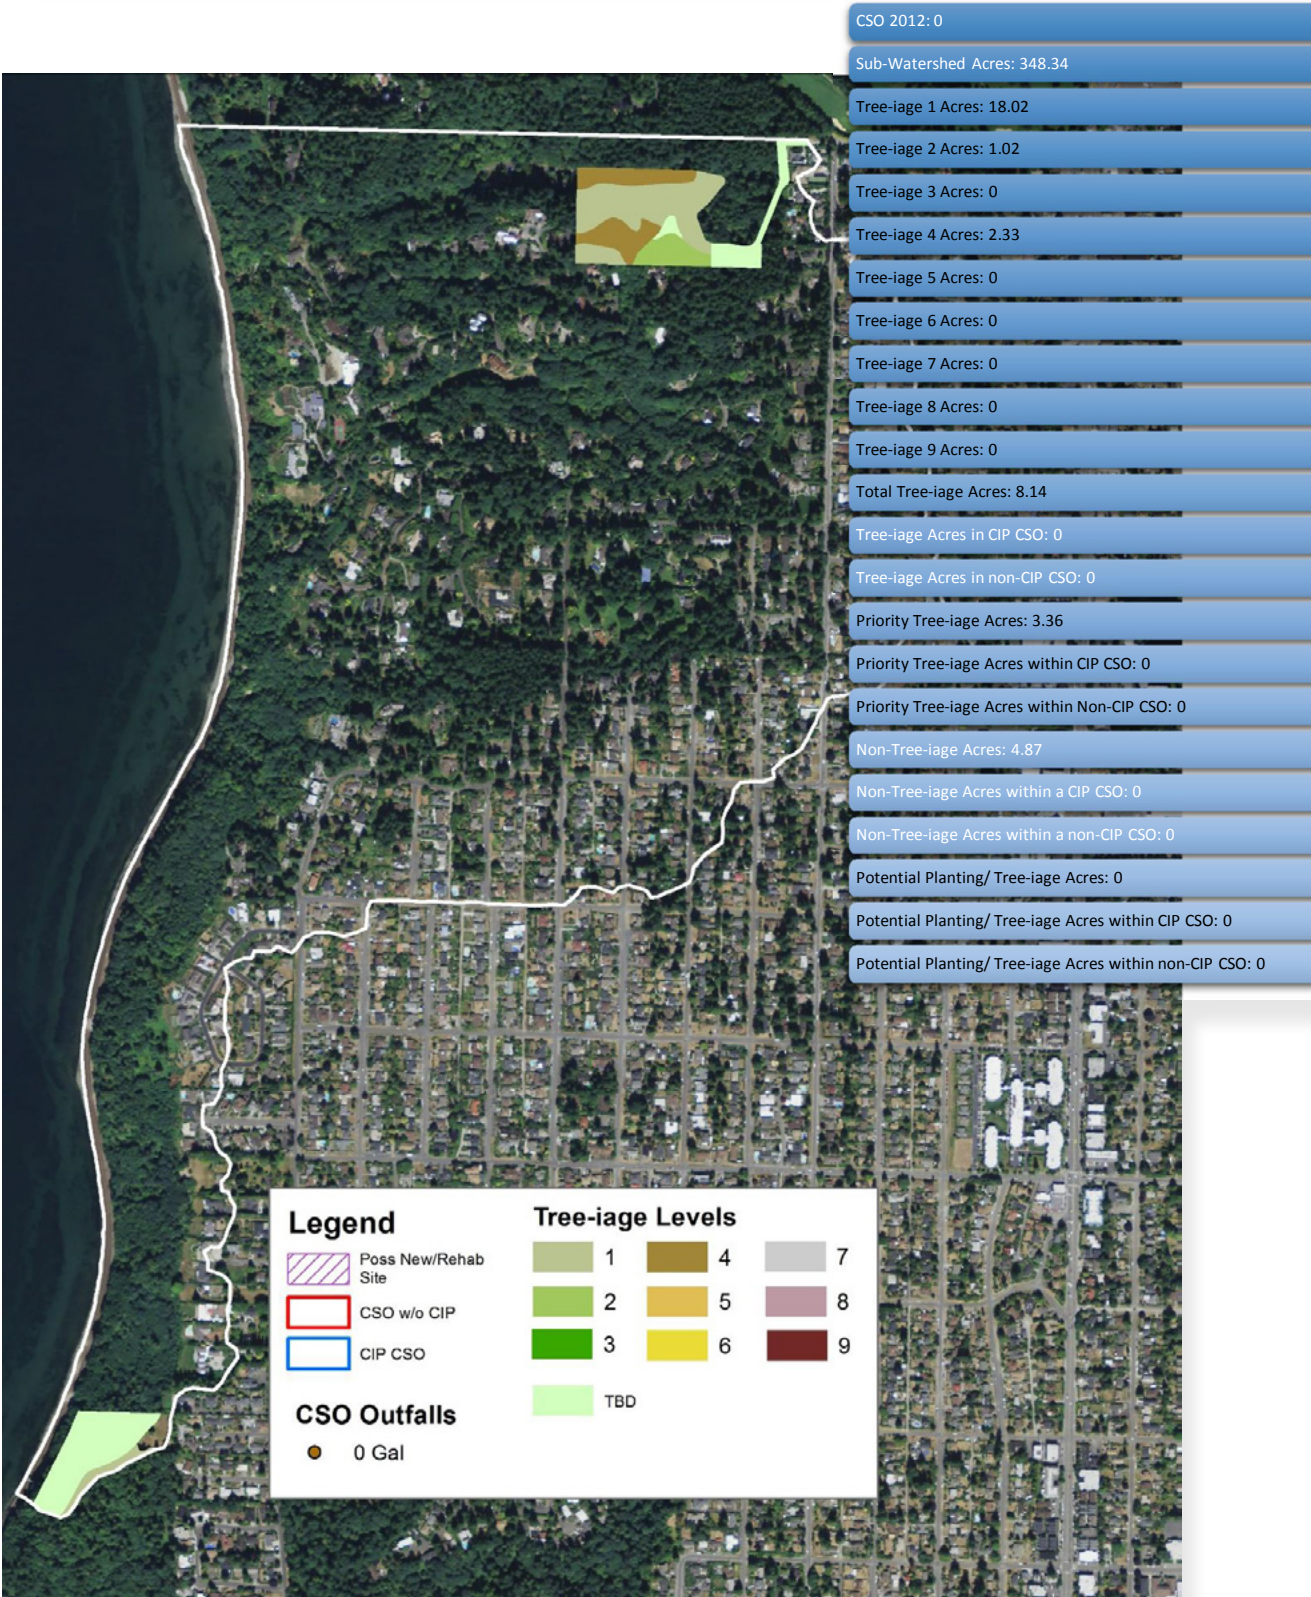 CSO 2012: 0
Sub-Watershed Acres: 348.34
Tree-iage 1 Acres: 18.02
Tree-iage 2 Acres: 1.02
Tree-iage 3 Acres: 0
Tree-iage 4 Acres: 2.33
Tree-iage 5 Acres: 0
Tree-iage 6 Acres: 0
Tree-iage 7 Acres: 0
Tree-iage 8 Acres: 0
Tree-iage 9 Acres: 0
Total Tree-iage Acres: 8.14
Tree-iage Acres in CIP CSO: 0
Tree-iage Acres in non-CIP CSO: 0
Priority Tree-iage Acres: 3.36
Priority Tree-iage Acres within CIP CSO: 0
Priority Tree-iage Acres within Non-CIP CSO: 0
Non-Tree-iage Acres: 4.87
Non-Tree-iage Acres within a CIP CSO: 0
Non-Tree-iage Acres within a non-CIP CSO: 0
Potential Planting/ Tree-iage Acres: 0
Potential Planting/ Tree-iage Acres within CIP CSO: 0
Potential Planting/ Tree-iage Acres within non-CIP CSO: 0
Legend
Poss New/Rehab
Site
CSO w/o CIP
CIP CSO
CSO Outfalls
0 Gal
Tree-iage Levels
1 4 7
2 5 8
3 6 9
TBD